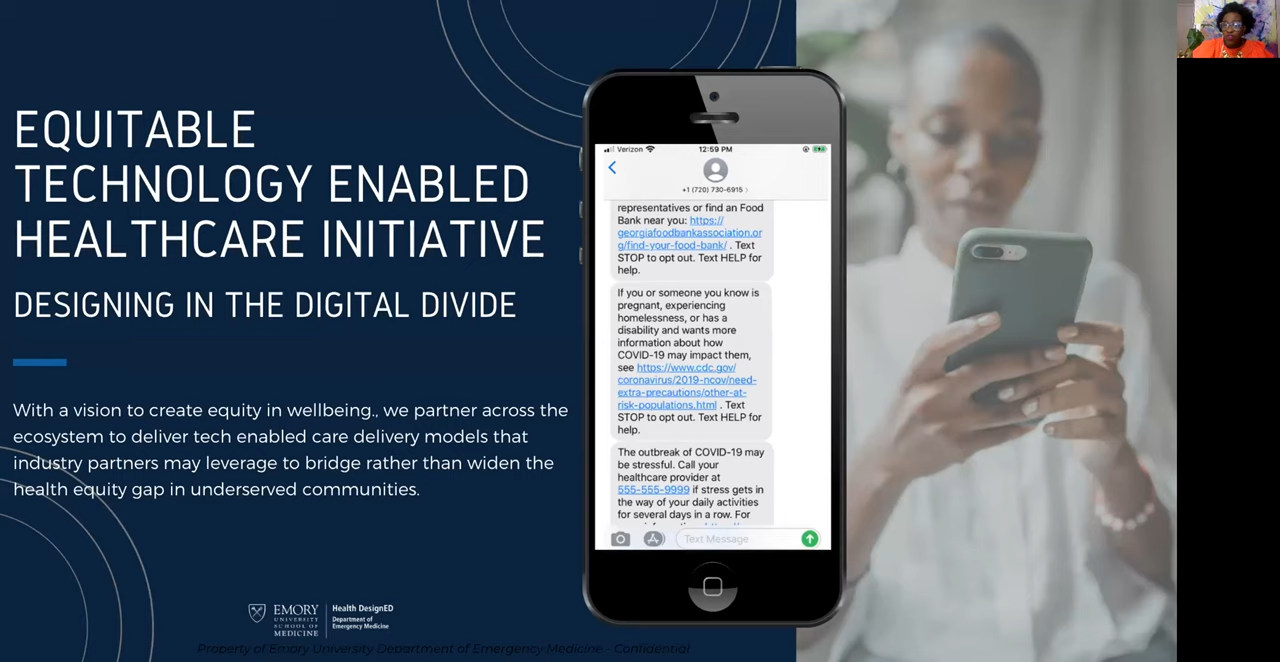 EQUITABLE
TECHNOLOGY ENABLED
HEALTHCARE INITIATIVE
DESIGNING IN THE DIGITAL DIVIDE
With a vision to create equity in wellbeing., we partner across the
ecosystem to deliver tech enabled care delivery models that
industry partners may leverage to bridge rather than widen the
health equity gap in underserved communities.
EMORY
UNIVERSITY
SCHOOL OF
MEDICINE
Health DesignED
Department of
Emergency Medicine
Property of Emory University Department of Emergency Medicine - Confidential
Verizon
12:59 PM
+1 (720) 730-6915
representatives or find an Food
Bank near you: https://
georgiafoodbankassociation.or
g/find-your-food-bank/ . Text
STOP to opt out. Text HELP for
help.
If you or someone you know is
pregnant, experiencing
homelessness, or has a
disability and wants more
information about how
COVID-19 may impact them,
see https://www.cdc.gov/
coronavirus/2019-ncov/need-
extra-precautions/other-at-
risk-populations.html . Text
STOP to opt out. Text HELP for
help.
The outbreak of COVID-19 may
be stressful. Call your
healthcare provider at
555-555-9999 if stress gets in
the way of your daily activities
for several days in a row. For
Text Message